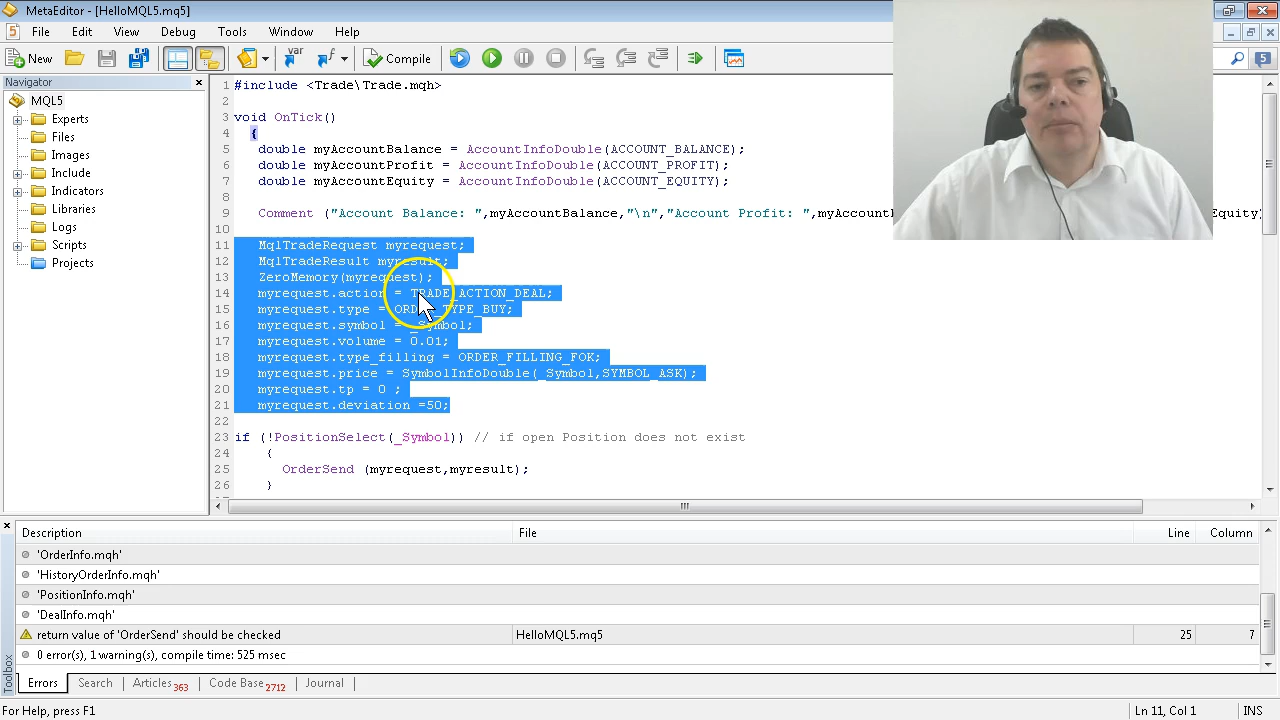 MetaEditor - [HelloMQL5.mq5]
File Edit View Debug Tools Window Help
New Compile
5
Navigator
MQL5
Experts
Files
Images
Include
Indicators
Libraries
Logs
Scripts
Projects
1 #include <Trade\Trade.mqh>
2
3 void OnTick()
4 {
5 double myAccountBalance = AccountInfoDouble(ACCOUNT_BALANCE);
6 double myAccountProfit = AccountInfoDouble(ACCOUNT_PROFIT);
7 double myAccountEquity = AccountInfoDouble(ACCOUNT_EQUITY);
8
9 Comment ("Account Balance: ",myAccountBalance,"\n","Account Profit: ",
10
11 MqlTradeRequest myrequest;
12 MqlTradeResult myresult;
13 ZeroMemory(myrequest);
14 myrequest.action = TRADE_ACTION_DEAL;
15 myrequest.type = ORDER_TYPE_BUY;
16 myrequest.symbol = _Symbol;
17 myrequest.volume = 0.01;
18 myrequest.type_filling = ORDER_FILLING_FOK;
19 myrequest.price = SymbolInfoDouble(_Symbol,SYMBOL_ASK);
20 myrequest.tp = 0 ;
21 myrequest.deviation =50;
22
23 if (!PositionSelect(_Symbol)) // if open Position does not exist
24 {
25 OrderSend (myrequest,myresult);
26 }
Description File Line Column
'OrderInfo.mqh'
'HistoryOrderInfo.mqh'
'PositionInfo.mqh'
'DealInfo.mqh'
return value of 'OrderSend' should be checked HelloMQL5.mq5 25 7
0 error(s), 1 warning(s), compile time: 525 msec
Toolbox
Errors Search Articles 363 Code Base 2712 Journal
For Help, press F1 Ln 11, Col 1 INS